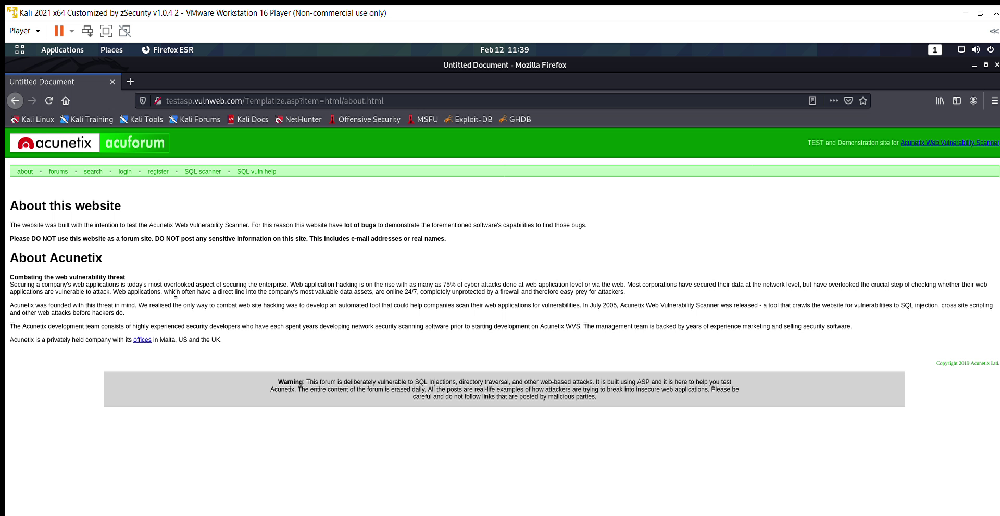 Kali 2021 x64 Customized by zSecurity v1.0.4 2 - VMware Workstation 16 Player (Non-commercial use only)
Player
Applications Places Firefox ESR Feb 12 11:39 1
Untitled Document - Mozilla Firefox
Untitled Document
testasp.vulnweb.com/Templatize.asp?item=html/about.html
Kali Linux Kali Training Kali Tools Kali Forums Kali Docs NetHunter Offensive Security MSFU Exploit-DB GHDB
acunetix acuforum TEST and Demonstration site for Acunetix Web Vulnerability Scanner
about - forums - search - login - register - SQL scanner - SQL vuln help
About this website
The website was built with the intention to test the Acunetix Web Vulnerability Scanner. For this reason this website have lot of bugs to demonstrate the forementioned software's capabilities to find those bugs.
Please DO NOT use this website as a forum site. DO NOT post any sensitive information on this site. This includes e-mail addresses or real names.
About Acunetix
Combating the web vulnerability threat
Securing a company's web applications is today's most overlooked aspect of securing the enterprise. Web application hacking is on the rise with as many as 75% of cyber attacks done at web application level or via the web. Most corporations have secured their data at the network level, but have overlooked the crucial step of checking whether their web
applications are vulnerable to attack. Web applications, which often have a direct line into the company's most valuable data assets, are online 24/7, completely unprotected by a firewall and therefore easy prey for attackers.
Acunetix was founded with this threat in mind. We realised the only way to combat web site hacking was to develop an automated tool that could help companies scan their web applications for vulnerabilities. In July 2005, Acunetix Web Vulnerability Scanner was released - a tool that crawls the website for vulnerabilities to SQL injection, cross site scripting
and other web attacks before hackers do.
The Acunetix development team consists of highly experienced security developers who have each spent years developing network security scanning software prior to starting development on Acunetix WVS. The management team is backed by years of experience marketing and selling security software.
Acunetix is a privately held company with its offices in Malta, US and the UK.
Copyright 2019 Acunetix Ltd.
Warning: This forum is deliberately vulnerable to SQL Injections, directory traversal, and other web-based attacks. It is built using ASP and it is here to help you test
Acunetix. The entire content of the forum is erased daily. All the posts are real-life examples of how attackers are trying to break into insecure web applications. Please be
careful and do not follow links that are posted by malicious parties.